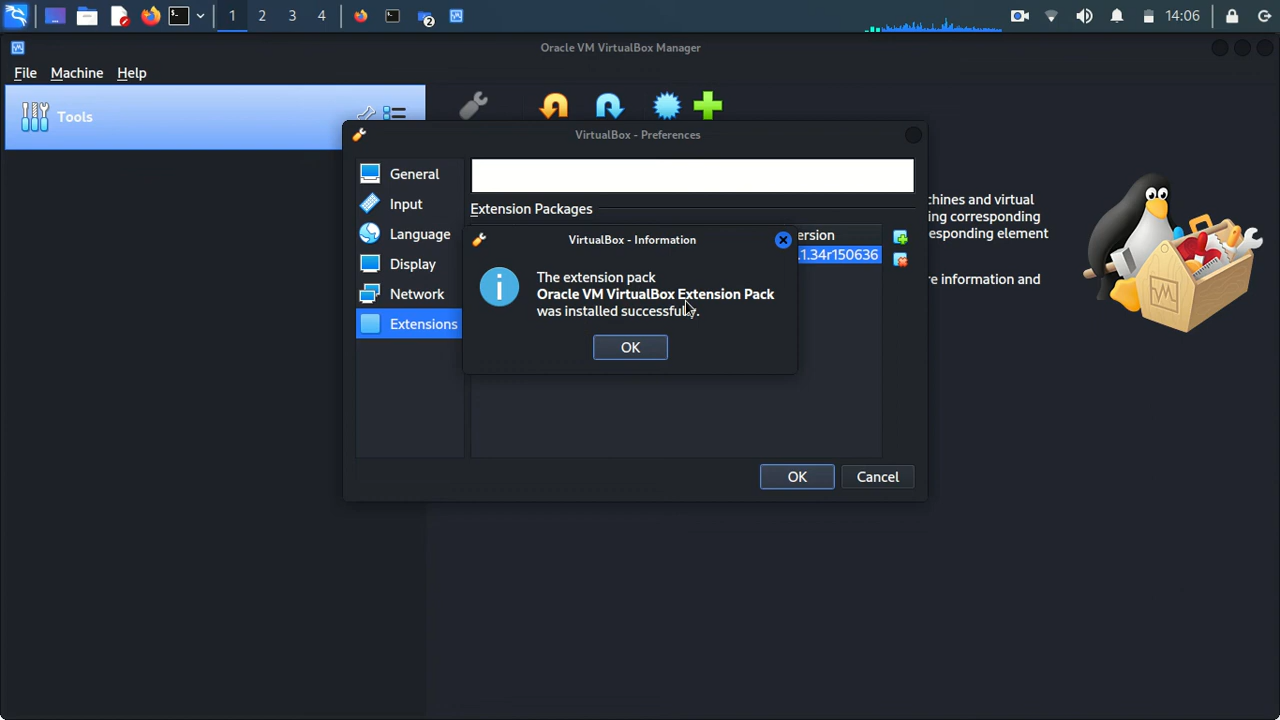 1 2 3 4 2 14:06
Oracle VM VirtualBox Manager
File Machine Help
Tools
VirtualBox - Preferences
General
Input
Language
Display
Network
Extensions
Extension Packages
ersion
.1.34r150636
VirtualBox - Information
The extension pack
Oracle VM VirtualBox Extension Pack
was installed successfully.
OK
OK Cancel
chines and virtual
ing corresponding
esponding element
re information and